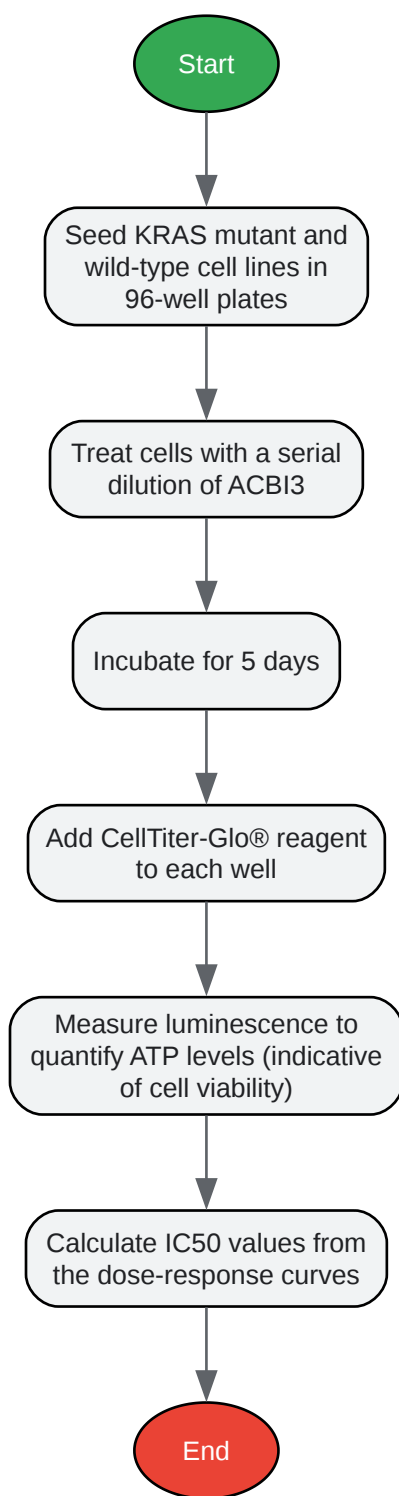 Start
Seed KRAS mutant and
wild-type cell lines in
96-well plates
Treat cells with a serial
dilution of ACBI3
Incubate for 5 days
Add CellTiter-Glo® reagent
to each well
Measure luminescence to
quantify ATP levels (indicative
of cell viability)
Calculate IC50 values from
the dose-response curves
End